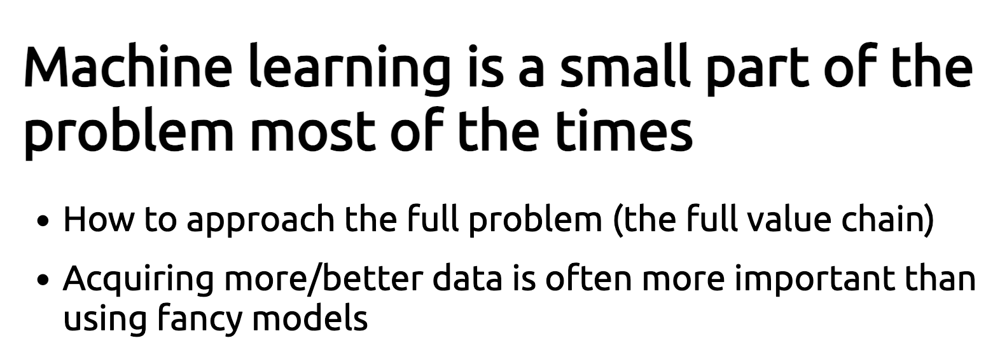 Machine learning is a small part of the
problem most of the times
• How to approach the full problem (the full value chain)
• Acquiring more/better data is often more important than
using fancy models